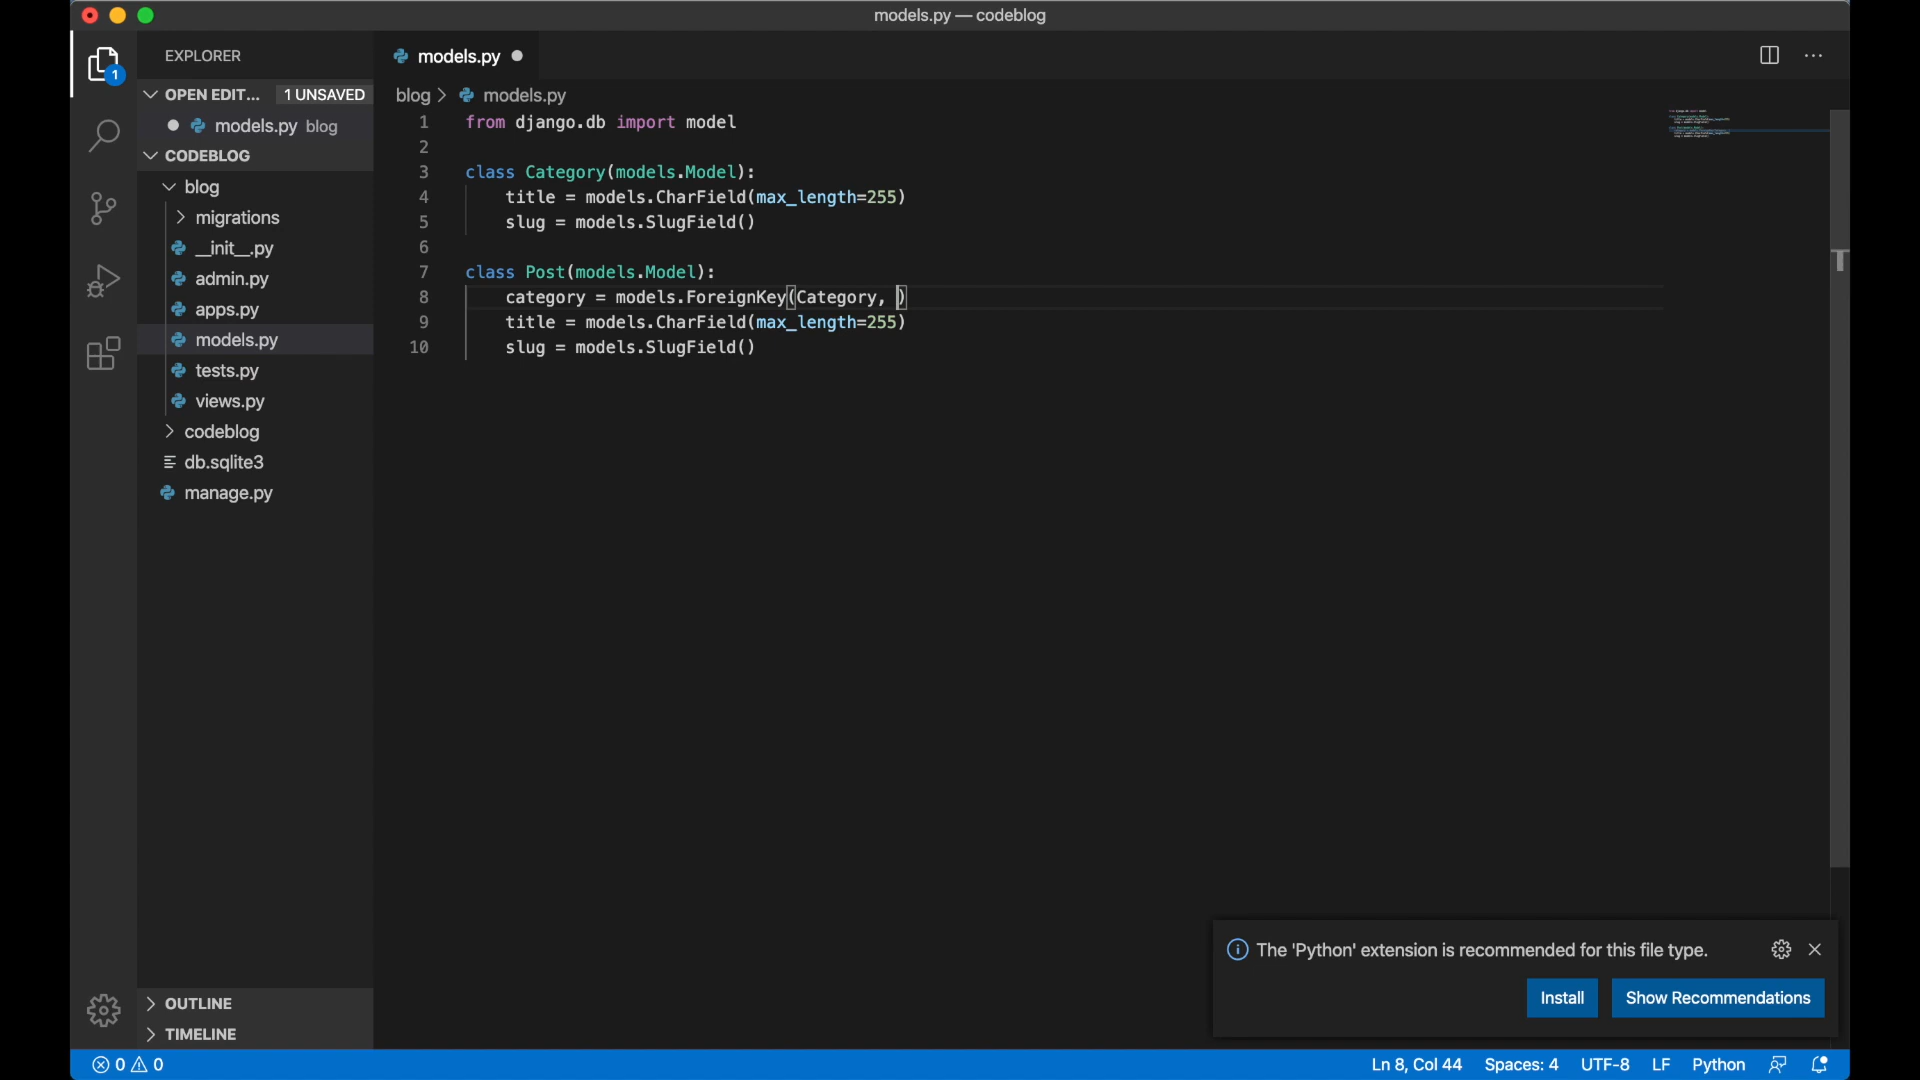 models.py — codeblog
EXPLORER
models.py
OPEN EDIT... 1 UNSAVED
models.py blog
CODEBLOG
blog
migrations
__init__.py
admin.py
apps.py
models.py
tests.py
views.py
codeblog
db.sqlite3
manage.py
OUTLINE
TIMELINE
1
blog > models.py
1 from django.db import model
2
3 class Category(models.Model):
4 title = models.CharField(max_length=255)
5 slug = models.SlugField()
6
7 class Post(models.Model):
8 category = models.ForeignKey(Category, )
9 title = models.CharField(max_length=255)
10 slug = models.SlugField()
The 'Python' extension is recommended for this file type.
Install Show Recommendations
0 0 Ln 8, Col 44 Spaces: 4 UTF-8 LF Python